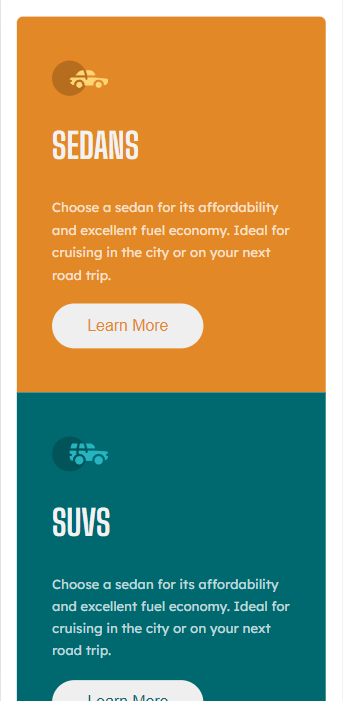 SEDANS
Choose a sedan for its affordability
and excellent fuel economy. Ideal for
cruising in the city or on your next
road trip.
Learn More
SUVS
Choose a sedan for its affordability
and excellent fuel economy. Ideal for
cruising in the city or on your next
road trip.
Learn More